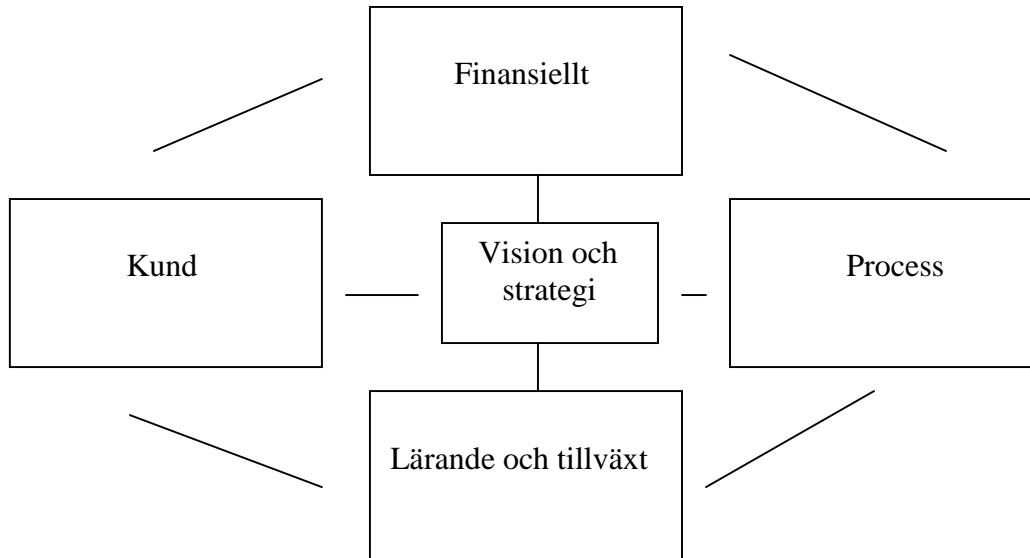 Finansiellt
Kund
Vision och
strategi
Process
Lärande och tillväxt